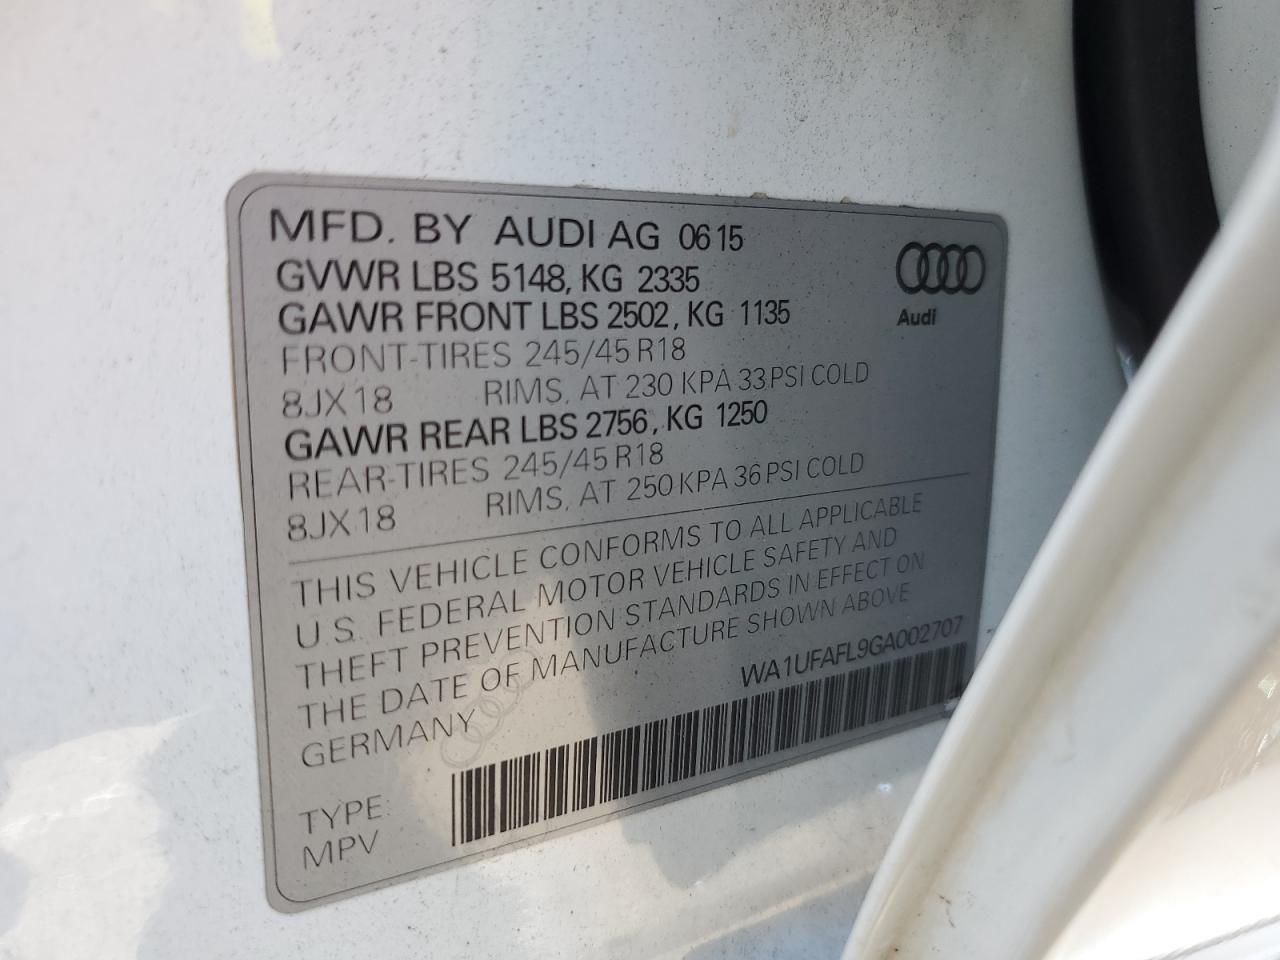 MFD. BY AUDI AG 06 15
GVWR LBS 5148, KG 2335
GAWR FRONT LBS 2502, KG 1135
FRONT-TIRES 245/45 R18
8JX18 RIMS, AT 230 KPA 33 PSI COLD
GAWR REAR LBS 2756, KG 1250
REAR-TIRES 245/45 R18
8JX18 RIMS, AT 250 KPA 36 PSI COLD
Audi
THIS VEHICLE CONFORMS TO ALL APPLICABLE
U.S. FEDERAL MOTOR VEHICLE SAFETY AND
THEFT PREVENTION STANDARDS IN EFFECT ON
THE DATE OF MANUFACTURE SHOWN ABOVE
GERMANY
WA1UFAFL9GA002707
TYPE:
MPV